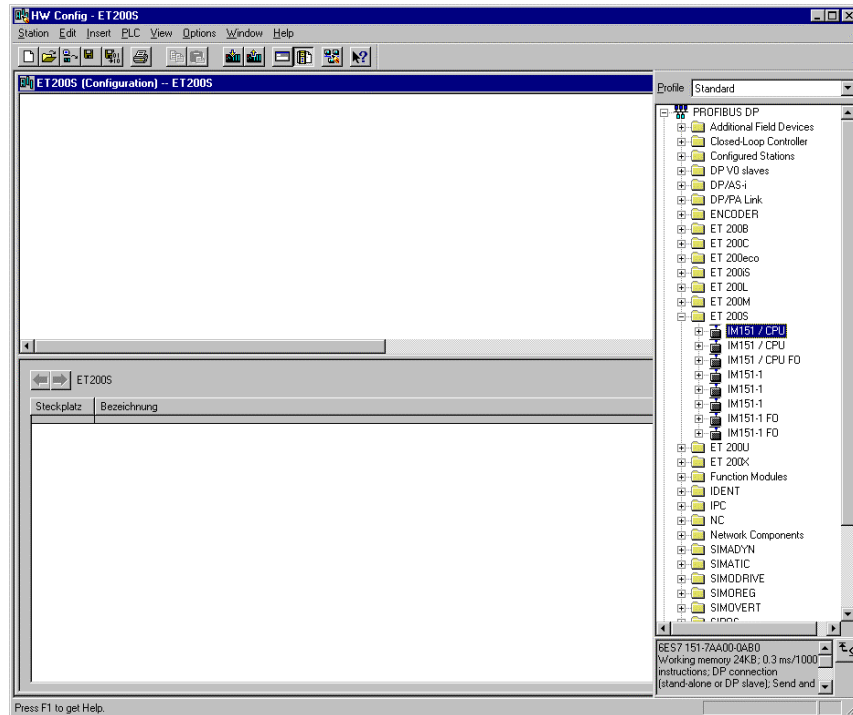 HW Config - ET200S
Station Edit Insert PLC View Options Window Help
ET200S (Configuration) -- ET200S
Profile Standard
PROFIBUS DP
Additional Field Devices
Closed-Loop Controller
Configured Stations
DP V0 slaves
DP/AS-i
DP/PA Link
ENCODER
ET 200B
ET 200C
ET 200eco
ET 200iS
ET 200L
ET 200M
ET 200S
IM151 / CPU
IM151 / CPU
IM151 / CPU FO
IM151-1
IM151-1
IM151-1
IM151-1 FO
IM151-1 FO
ET 200U
ET 200X
Function Modules
IDENT
IPC
NC
Network Components
SIMADYN
SIMATIC
SIMODRIVE
SIMOREG
SIMOVERT
ET200S
Steckplatz Bezeichnung
6ES7 151-7AA00-0AB0
Working memory 24KB; 0.3 ms/1000
instructions; DP connection
(stand-alone or DP slave); Send and
Press F1 to get Help.